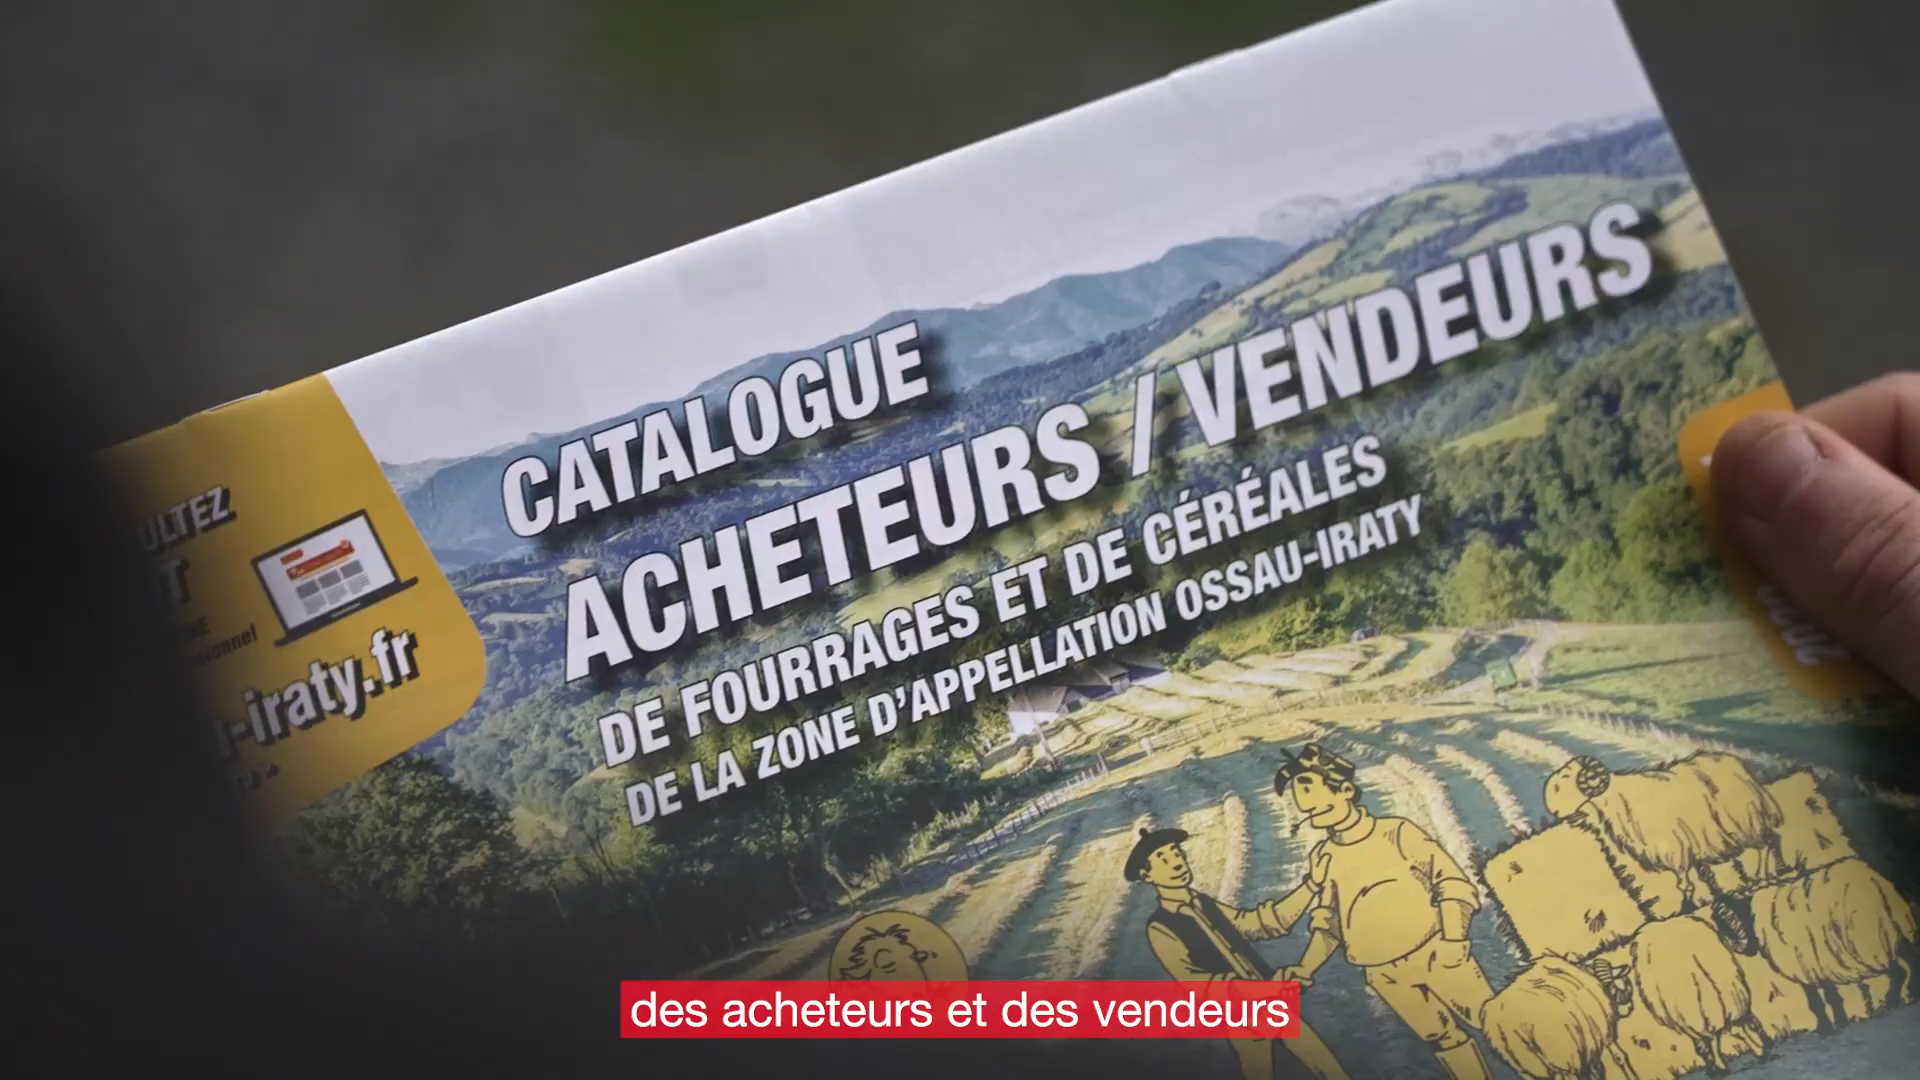 CATALOGUE
ACHETEURS / VENDEURS
DE FOURRAGES ET DE CÉRÉALES
DE LA ZONE D'APPELLATION OSSAU-IRATY
ULTEZ
-iraty.fr
des acheteurs et des vendeurs